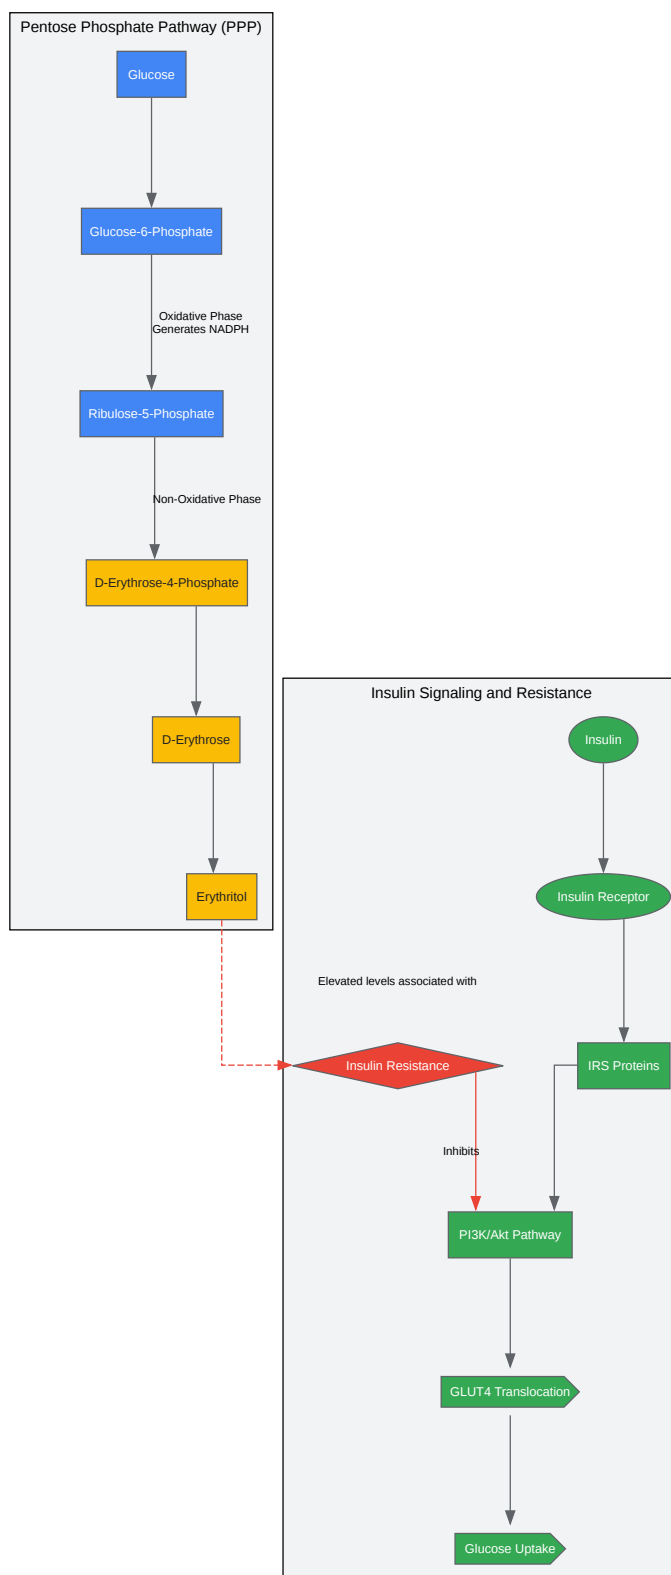 Pentose Phosphate Pathway (PPP)
Glucose
Glucose-6-Phosphate
Oxidative Phase
Generates NADPH
Ribulose-5-Phosphate
Non-Oxidative Phase
D-Erythrose-4-Phosphate
D-Erythrose
Erythritol
Insulin Signaling and Resistance
Insulin
Insulin Receptor
Elevated levels associated with
Insulin Resistance
IRS Proteins
Inhibits
PI3K/Akt Pathway
GLUT4 Translocation
Glucose Uptake